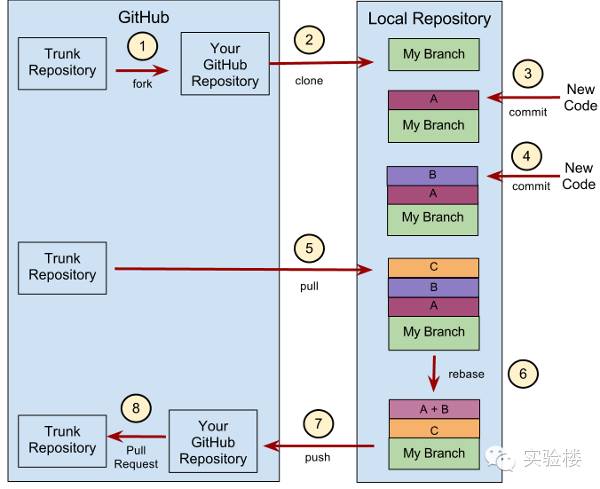 GitHub
Local Repository
Trunk
Repository
1
fork
Your
GitHub
Repository
2
clone
My Branch
3
commit
New
Code
A
My Branch
4
commit
New
Code
B
A
My Branch
Trunk
Repository
5
pull
C
B
A
My Branch
rebase
6
A + B
C
My Branch
7
push
Your
GitHub
Repository
8
Pull
Request
Trunk
Repository
实验楼